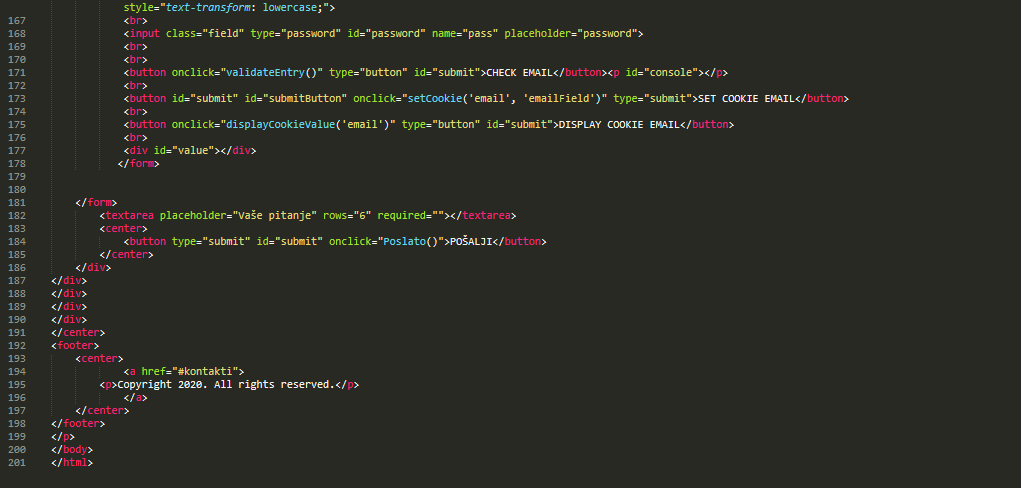 style="text-transform: lowercase;">
167 <br>
168 <input class="field" type="password" id="password" name="pass" placeholder="password">
169 <br>
170 <br>
171 <button onclick="validateEntry()" type="button" id="submit">CHECK EMAIL</button><p id="console"></p>
172 <br>
173 <button id="submit" id="submitButton" onclick="setCookie('email', 'emailField')" type="submit">SET COOKIE EMAIL</button>
174 <br>
175 <button onclick="displayCookieValue('email')" type="button" id="submit">DISPLAY COOKIE EMAIL</button>
176 <br>
177 <div id="value"></div>
178 </form>
179
180
181 </form>
182 <textarea placeholder="Vaše pitanje" rows="6" required=""></textarea>
183 <center>
184 <button type="submit" id="submit" onclick="Poslato()">POŠALJI</button>
185 </center>
186 </div>
187 </div>
188 </div>
189 </div>
190 </div>
191 </center>
192 <footer>
193 <center>
194 <a href="#kontakti">
195 <p>Copyright 2020. All rights reserved.</p>
196 </a>
197 </center>
198 </footer>
199 </p>
200 </body>
201 </html>